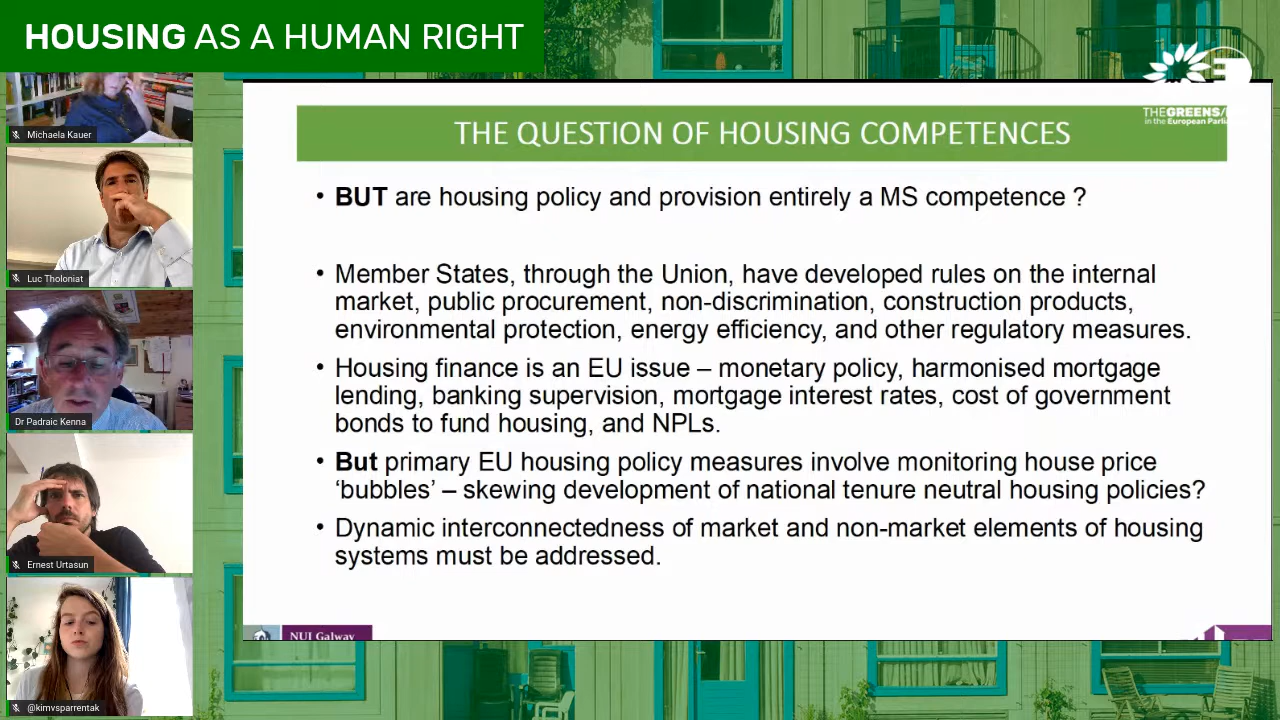 HOUSING AS A HUMAN RIGHT
THEGREENS/
in the European Parli
Michaela Kauer
Luc Tholoniat
Dr Padraic Kenna
Ernest Urtasun
@kimvsparrentak
THE QUESTION OF HOUSING COMPETENCES
• BUT are housing policy and provision entirely a MS competence ?
• Member States, through the Union, have developed rules on the internal
market, public procurement, non-discrimination, construction products,
environmental protection, energy efficiency, and other regulatory measures.
• Housing finance is an EU issue – monetary policy, harmonised mortgage
lending, banking supervision, mortgage interest rates, cost of government
bonds to fund housing, and NPLs.
• But primary EU housing policy measures involve monitoring house price
‘bubbles’ – skewing development of national tenure neutral housing policies?
• Dynamic interconnectedness of market and non-market elements of housing
systems must be addressed.
NUI Galway